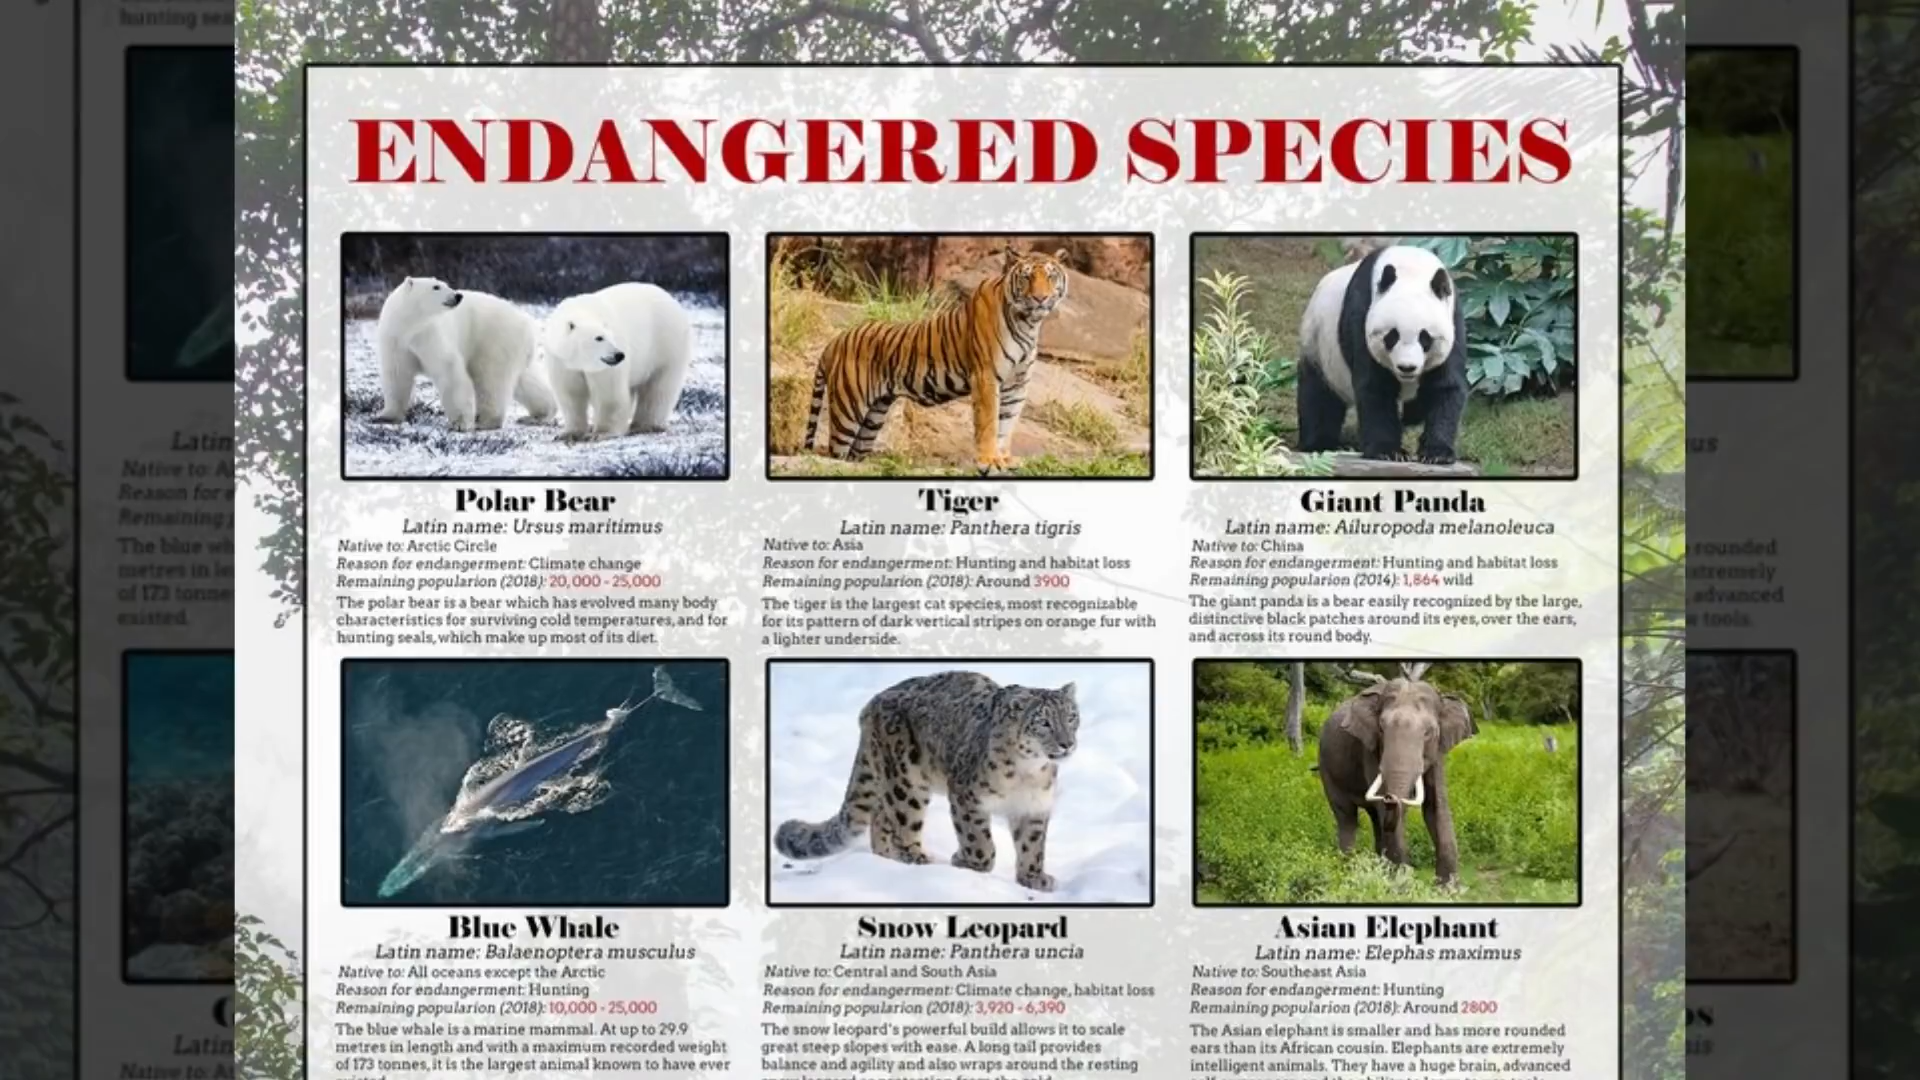 ENDANGERED SPECIES
Polar Bear
Latin name: Ursus maritimus
Native to: Arctic Circle
Reason for endangerment: Climate change
Remaining popularion (2018): 20,000 - 25,000
The polar bear is a bear which has evolved many body
characteristics for surviving cold temperatures, and for
hunting seals, which make up most of its diet.
Tiger
Latin name: Panthera tigris
Native to: Asia
Reason for endangerment: Hunting and habitat loss
Remaining popularion (2018): Around 3900
The tiger is the largest cat species, most recognizable
for its pattern of dark vertical stripes on orange fur with
a lighter underside.
Giant Panda
Latin name: Ailuropoda melanoleuca
Native to: China
Reason for endangerment: Hunting and habitat loss
Remaining popularion (2014): 1,864 wild
The giant panda is a bear easily recognized by the large,
distinctive black patches around its eyes, over the ears,
and across its round body.
Blue Whale
Latin name: Balaenoptera musculus
Native to: All oceans except the Arctic
Reason for endangerment: Hunting
Remaining popularion (2018): 10,000 - 25,000
The blue whale is a marine mammal. At up to 29.9
metres in length and with a maximum recorded weight
of 173 tonnes, it is the largest animal known to have ever
Snow Leopard
Latin name: Panthera uncia
Native to: Central and South Asia
Reason for endangerment: Climate change, habitat loss
Remaining popularion (2018): 3,920 - 6,390
The snow leopard's powerful build allows it to scale
great steep slopes with ease. A long tail provides
balance and agility and also wraps around the resting
Asian Elephant
Latin name: Elephas maximus
Native to: Southeast Asia
Reason for endangerment: Hunting
Remaining popularion (2018): Around 2800
The Asian elephant is smaller and has more rounded
ears than its African cousin. Elephants are extremely
intelligent animals. They have a huge brain, advanced